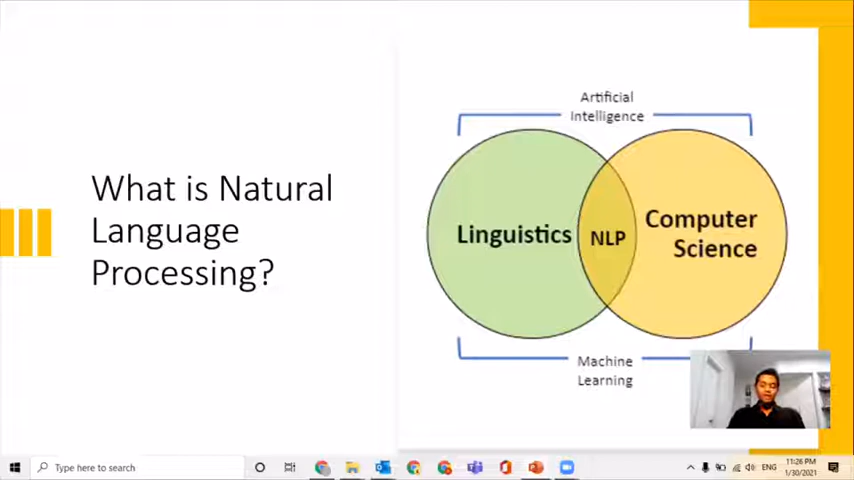 What is Natural
Language
Processing?
Artificial
Intelligence
Linguistics
NLP
Computer
Science
Machine
Learning
Type here to search
ENG
11:26 PM
1/30/2021